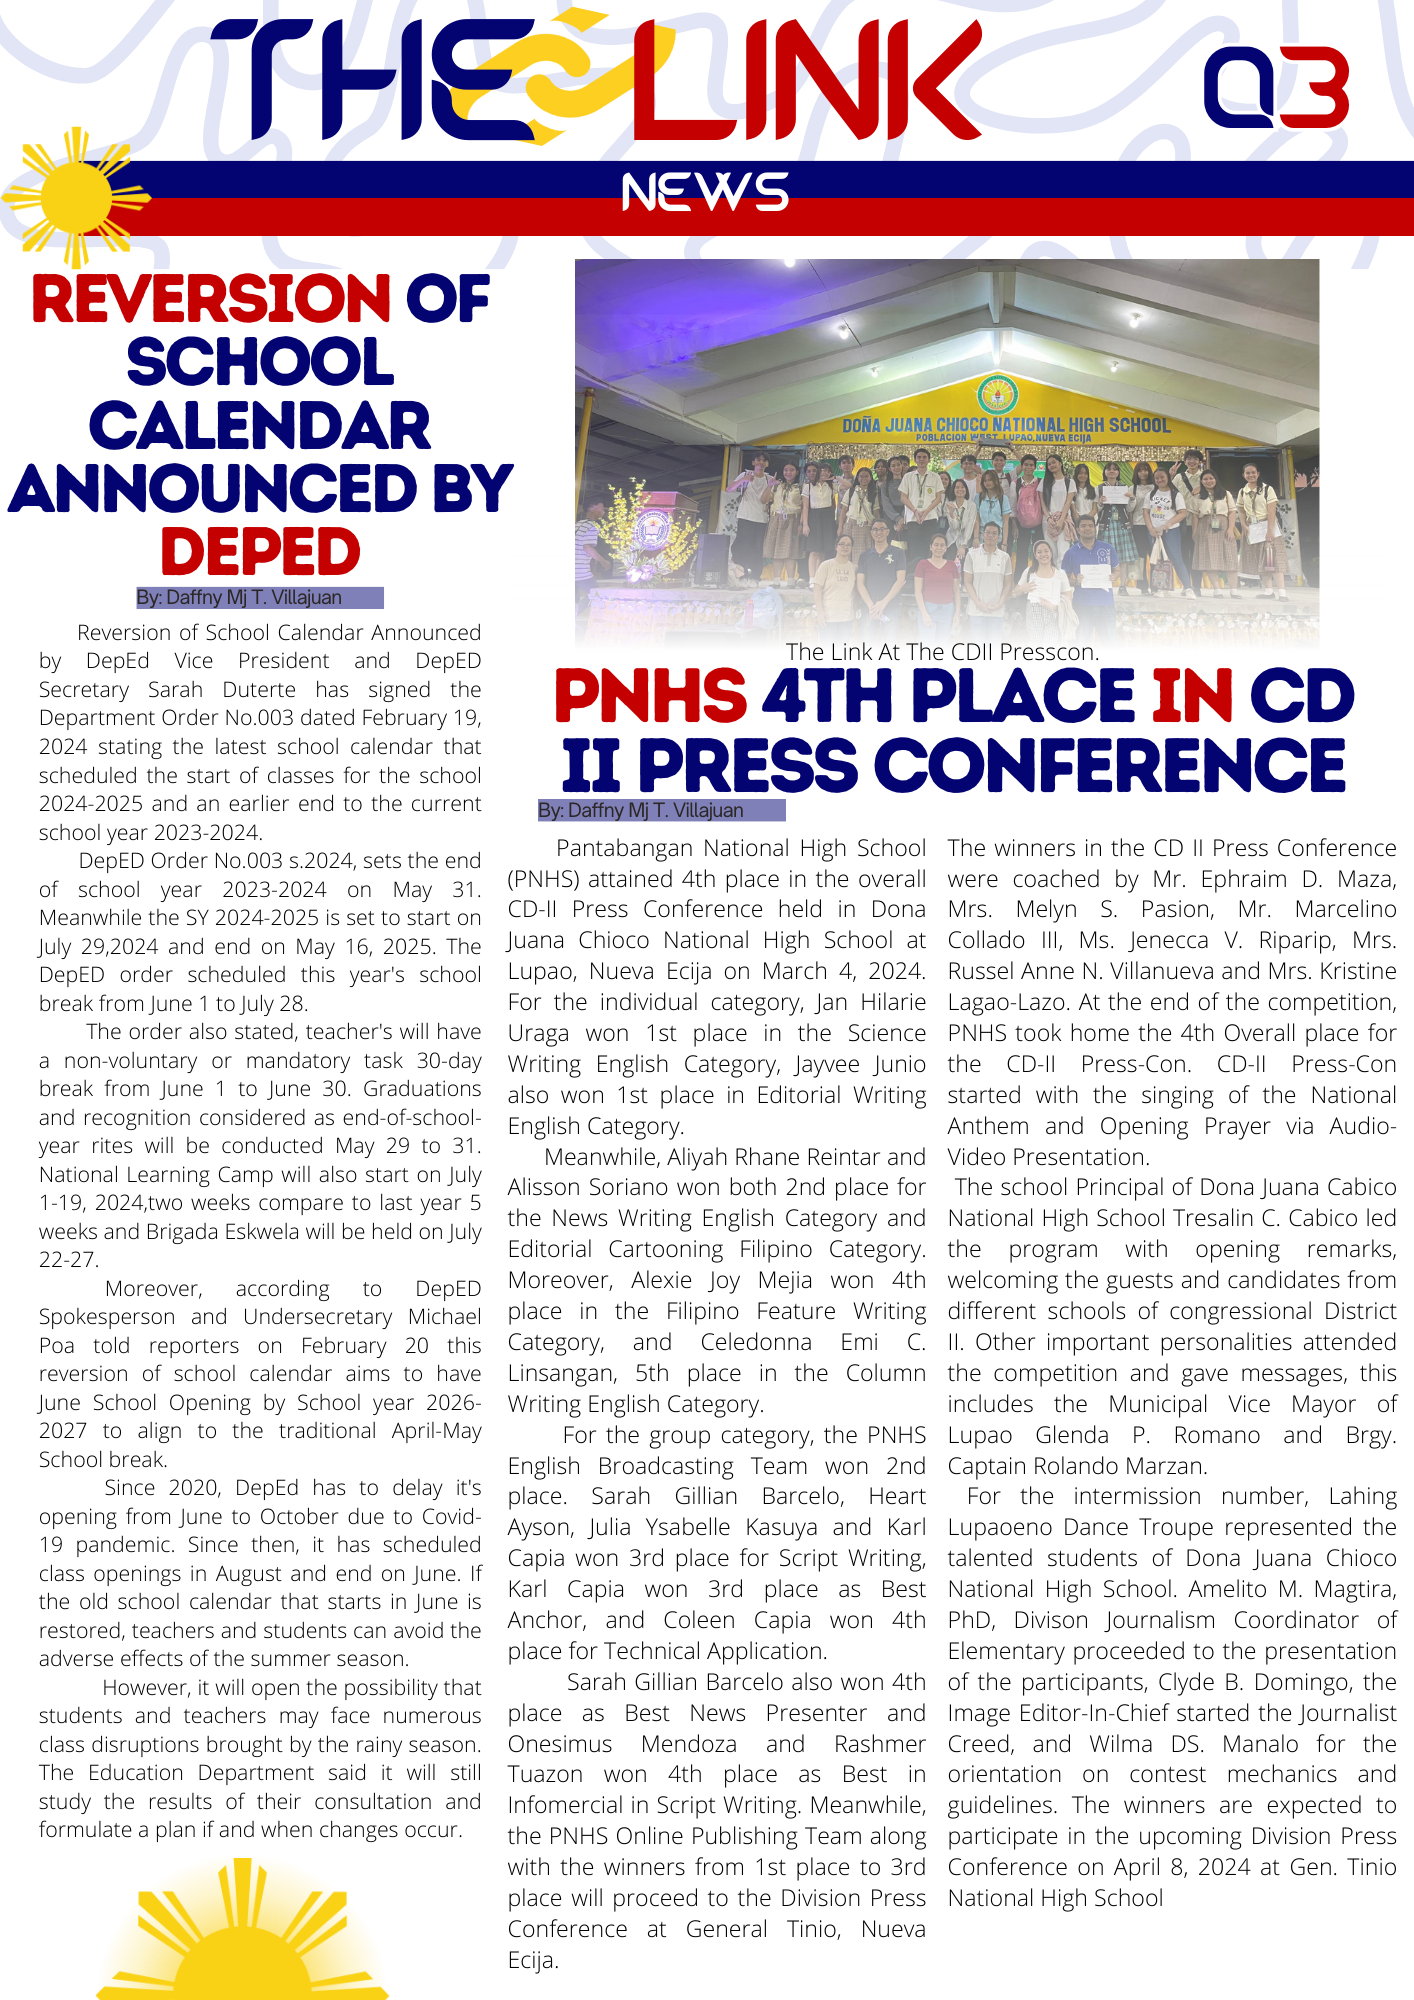 THE LINK
03
NEWS
REVERSION OF
SCHOOL
CALENDAR
ANNOUNCED BY
DEPED
By: Daffny Mj T. Villajuan
Reversion of School Calendar Announced
by DepEd Vice President and DepED
Secretary Sarah Duterte has signed the
Department Order No.003 dated February 19,
2024 stating the latest school calendar that
scheduled the start of classes for the school
2024-2025 and an earlier end to the current
school year 2023-2024.
DepED Order No.003 s.2024, sets the end
of school year 2023-2024 on May 31.
Meanwhile the SY 2024-2025 is set to start on
July 29,2024 and end on May 16, 2025. The
DepED order scheduled this year's school
break from June 1 to July 28.
The order also stated, teacher's will have
a non-voluntary or mandatory task 30-day
break from June 1 to June 30. Graduations
and recognition considered as end-of-school-
year rites will be conducted May 29 to 31.
National Learning Camp will also start on July
1-19, 2024,two weeks compare to last year 5
weeks and Brigada Eskwela will be held on July
22-27.
Moreover, according to DepED
Spokesperson and Undersecretary Michael
Poa told reporters on February 20 this
reversion of school calendar aims to have
June School Opening by School year 2026-
2027 to align to the traditional April-May
School break.
Since 2020, DepEd has to delay it's
opening from June to October due to Covid-
19 pandemic. Since then, it has scheduled
class openings in August and end on June. If
the old school calendar that starts in June is
restored, teachers and students can avoid the
adverse effects of the summer season.
However, it will open the possibility that
students and teachers may face numerous
class disruptions brought by the rainy season.
The Education Department said it will still
study the results of their consultation and
formulate a plan if and when changes occur.
DOÑA JUANA CHIOCO NATIONAL HIGH SCHOOL
POBLACION WEST, LUPAO, NUEVA ECIJA
The Link At The CDII Presscon.
PNHS 4TH PLACE IN CD
II PRESS CONFERENCE
By: Daffny Mj T. Villajuan
Pantabangan National High School
(PNHS) attained 4th place in the overall
CD-II Press Conference held in Dona
Juana Chioco National High School at
Lupao, Nueva Ecija on March 4, 2024.
For the individual category, Jan Hilarie
Uraga won 1st place in the Science
Writing English Category, Jayvee Junio
also won 1st place in Editorial Writing
English Category.
Meanwhile, Aliyah Rhane Reintar and
Alisson Soriano won both 2nd place for
the News Writing English Category and
Editorial Cartooning Filipino Category.
Moreover, Alexie Joy Mejia won 4th
place in the Filipino Feature Writing
Category, and Celedonna Emi C.
Linsangan, 5th place in the Column
Writing English Category.
For the group category, the PNHS
English Broadcasting Team won 2nd
place. Sarah Gillian Barcelo, Heart
Ayson, Julia Ysabelle Kasuya and Karl
Capia won 3rd place for Script Writing,
Karl Capia won 3rd place as Best
Anchor, and Coleen Capia won 4th
place for Technical Application.
Sarah Gillian Barcelo also won 4th
place as Best News Presenter and
Onesimus Mendoza and Rashmer
Tuazon won 4th place as Best in
Infomercial in Script Writing. Meanwhile,
the PNHS Online Publishing Team along
with the winners from 1st place to 3rd
place will proceed to the Division Press
Conference at General Tinio, Nueva
Ecija.
The winners in the CD II Press Conference
were coached by Mr. Ephraim D. Maza,
Mrs. Melyn S. Pasion, Mr. Marcelino
Collado III, Ms. Jenecca V. Riparip, Mrs.
Russel Anne N. Villanueva and Mrs. Kristine
Lagao-Lazo. At the end of the competition,
PNHS took home the 4th Overall place for
the CD-II Press-Con. CD-II Press-Con
started with the singing of the National
Anthem and Opening Prayer via Audio-
Video Presentation.
The school Principal of Dona Juana Cabico
National High School Tresalin C. Cabico led
the program with opening remarks,
welcoming the guests and candidates from
different schools of congressional District
II. Other important personalities attended
the competition and gave messages, this
includes the Municipal Vice Mayor of
Lupao Glenda P. Romano and Brgy.
Captain Rolando Marzan.
For the intermission number, Lahing
Lupaoeno Dance Troupe represented the
talented students of Dona Juana Chioco
National High School. Amelito M. Magtira,
PhD, Divison Journalism Coordinator of
Elementary proceeded to the presentation
of the participants, Clyde B. Domingo, the
Image Editor-In-Chief started the Journalist
Creed, and Wilma DS. Manalo for the
orientation on contest mechanics and
guidelines. The winners are expected to
participate in the upcoming Division Press
Conference on April 8, 2024 at Gen. Tinio
National High School